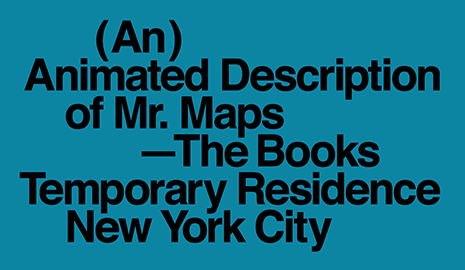 (An)
Animated Description
of Mr. Maps
—The Books
Temporary Residence
New York City